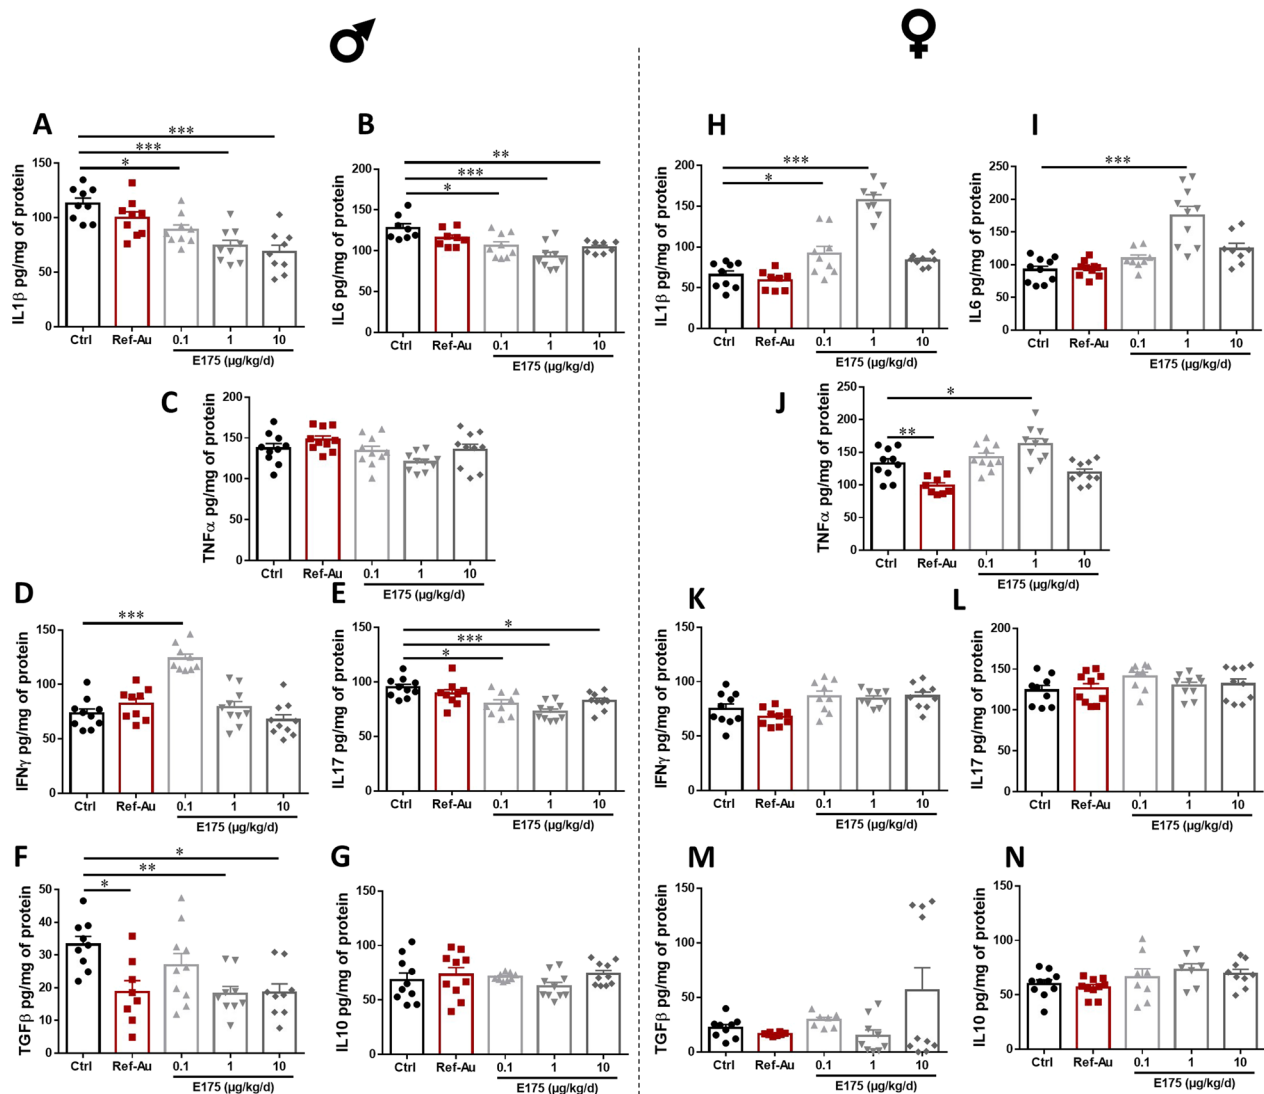 ♂
♀
A
***
***
*
IL1β pg/mg of protein
150
100
50
0
Ctrl Ref-Au 0.1 1 10
E175 (µg/kg/d)
B
**
***
*
IL6 pg/mg of protein
200
150
100
50
0
Ctrl Ref-Au 0.1 1 10
E175 (µg/kg/d)
H
***
*
IL1β pg/mg of protein
200
150
100
50
0
Ctrl Ref-Au 0.1 1 10
E175 (µg/kg/d)
I
***
IL6 pg/mg of protein
250
200
150
100
50
0
Ctrl Ref-Au 0.1 1 10
E175 (µg/kg/d)
C
TNFα pg/mg of protein
200
150
100
50
0
Ctrl Ref-Au 0.1 1 10
E175 (µg/kg/d)
J
*
**
TNFα pg/mg of protein
250
200
150
100
50
0
Ctrl Ref-Au 0.1 1 10
E175 (µg/kg/d)
D
***
IFNγ pg/mg of protein
150
100
50
0
Ctrl Ref-Au 0.1 1 10
E175 (µg/kg/d)
E
*
***
*
IL17 pg/mg of protein
150
100
50
0
Ctrl Ref-Au 0.1 1 10
E175 (µg/kg/d)
K
IFNγ pg/mg of protein
150
100
50
0
Ctrl Ref-Au 0.1 1 10
E175 (µg/kg/d)
L
IL17 pg/mg of protein
200
150
100
50
0
Ctrl Ref-Au 0.1 1 10
E175 (µg/kg/d)
F
*
**
*
TGFβ pg/mg of protein
50
40
30
20
10
0
Ctrl Ref-Au 0.1 1 10
E175 (µg/kg/d)
G
IL10 pg/mg of protein
150
100
50
0
Ctrl Ref-Au 0.1 1 10
E175 (µg/kg/d)
M
TGFβ pg/mg of protein
150
100
50
0
Ctrl Ref-Au 0.1 1 10
E175 (µg/kg/d)
N
IL10 pg/mg of protein
150
100
50
0
Ctrl Ref-Au 0.1 1 10
E175 (µg/kg/d)